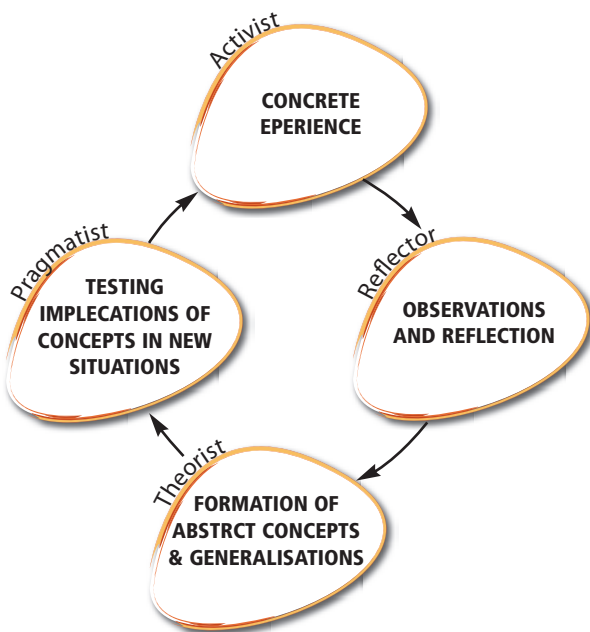 Activist
CONCRETE
EPERIENCE
Reflector
OBSERVATIONS
AND REFLECTION
Theorist
FORMATION OF
ABSTRCT CONCEPTS
& GENERALISATIONS
Pragmatist
TESTING
IMPLECATIONS OF
CONCEPTS IN NEW
SITUATIONS